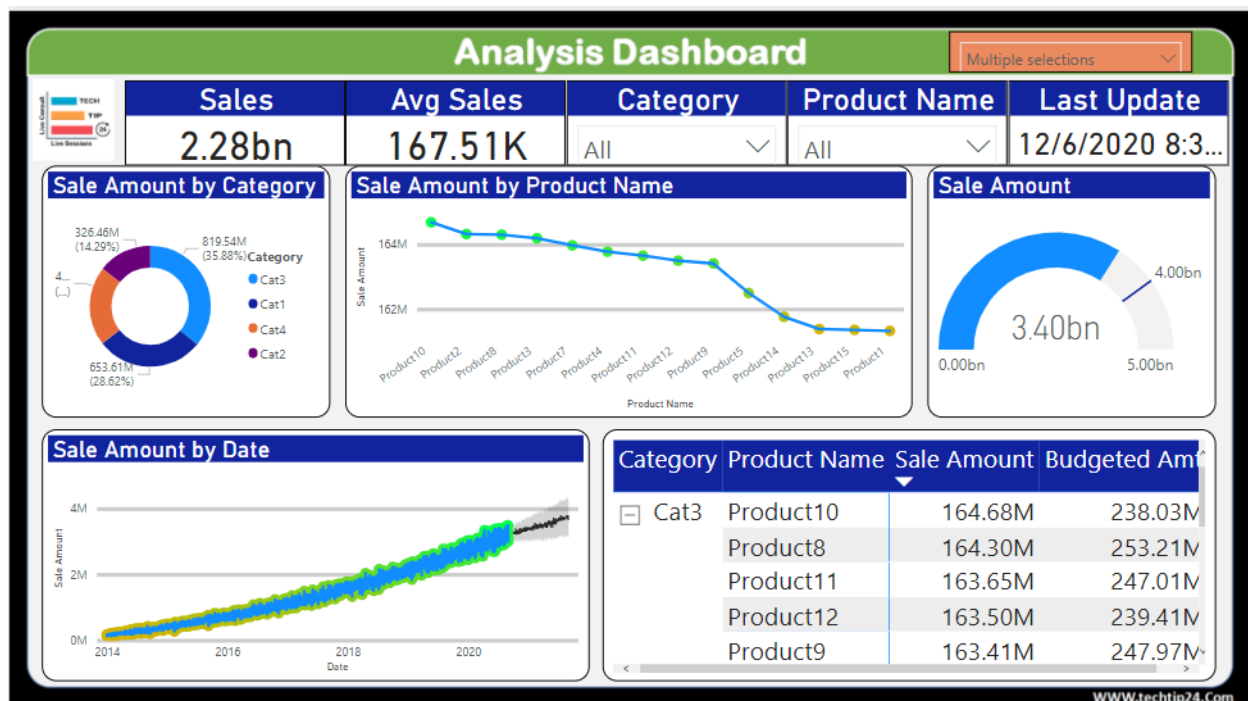 Analysis Dashboard
Multiple selections
Live Consult
TECH
TIP
24
Live Sessions
Sales
2.28bn
Avg Sales
167.51K
Category
All
Product Name
All
Last Update
12/6/2020 8:3...
Sale Amount by Category
326.46M
(14.29%)
819.54M
(35.88%)
4...
(...)
653.61M
(28.62%)
Category
Cat3
Cat1
Cat4
Cat2
Sale Amount by Product Name
Sale Amount
164M
162M
Product10
Product2
Product8
Product3
Product7
Product4
Product11
Product12
Product9
Product5
Product14
Product13
Product15
Product1
Product Name
Sale Amount
4.00bn
3.40bn
0.00bn
5.00bn
Sale Amount by Date
Sale Amount
4M
2M
0M
2014 2016 2018 2020
Date
Category Product Name Sale Amount Budgeted Amt
Cat3 Product10 164.68M 238.03M
Product8 164.30M 253.21M
Product11 163.65M 247.01M
Product12 163.50M 239.41M
Product9 163.41M 247.97M
WWW.techtip24.Com